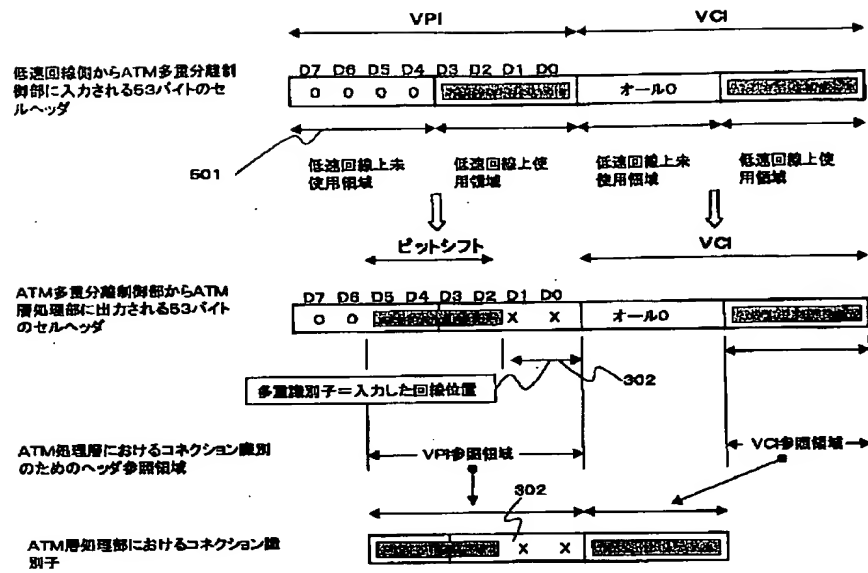 VPI VCI
低速回線側からATM多重分離制
御部に入力される53バイトのセ
ルヘッダ
D7 D6 D5 D4 D3 D2 D1 D0
0 0 0 0 オール0
501
低速回線上未
使用領域
低速回線上使
用領域
低速回線上未
使用領域
低速回線上使
用領域
ビットシフト VCI
ATM多重分離制御部からATM
層処理部に出力される53バイト
のセルヘッダ
D7 D6 D5 D4 D3 D2 D1 D0
0 0 X X オール0
多重識別子=入力した回線位置
302
ATM処理層におけるコネクション識別
のためのヘッダ参照領域
VPI参照領域
VCI参照領域
302
ATM層処理部におけるコネクション識
別子
X X